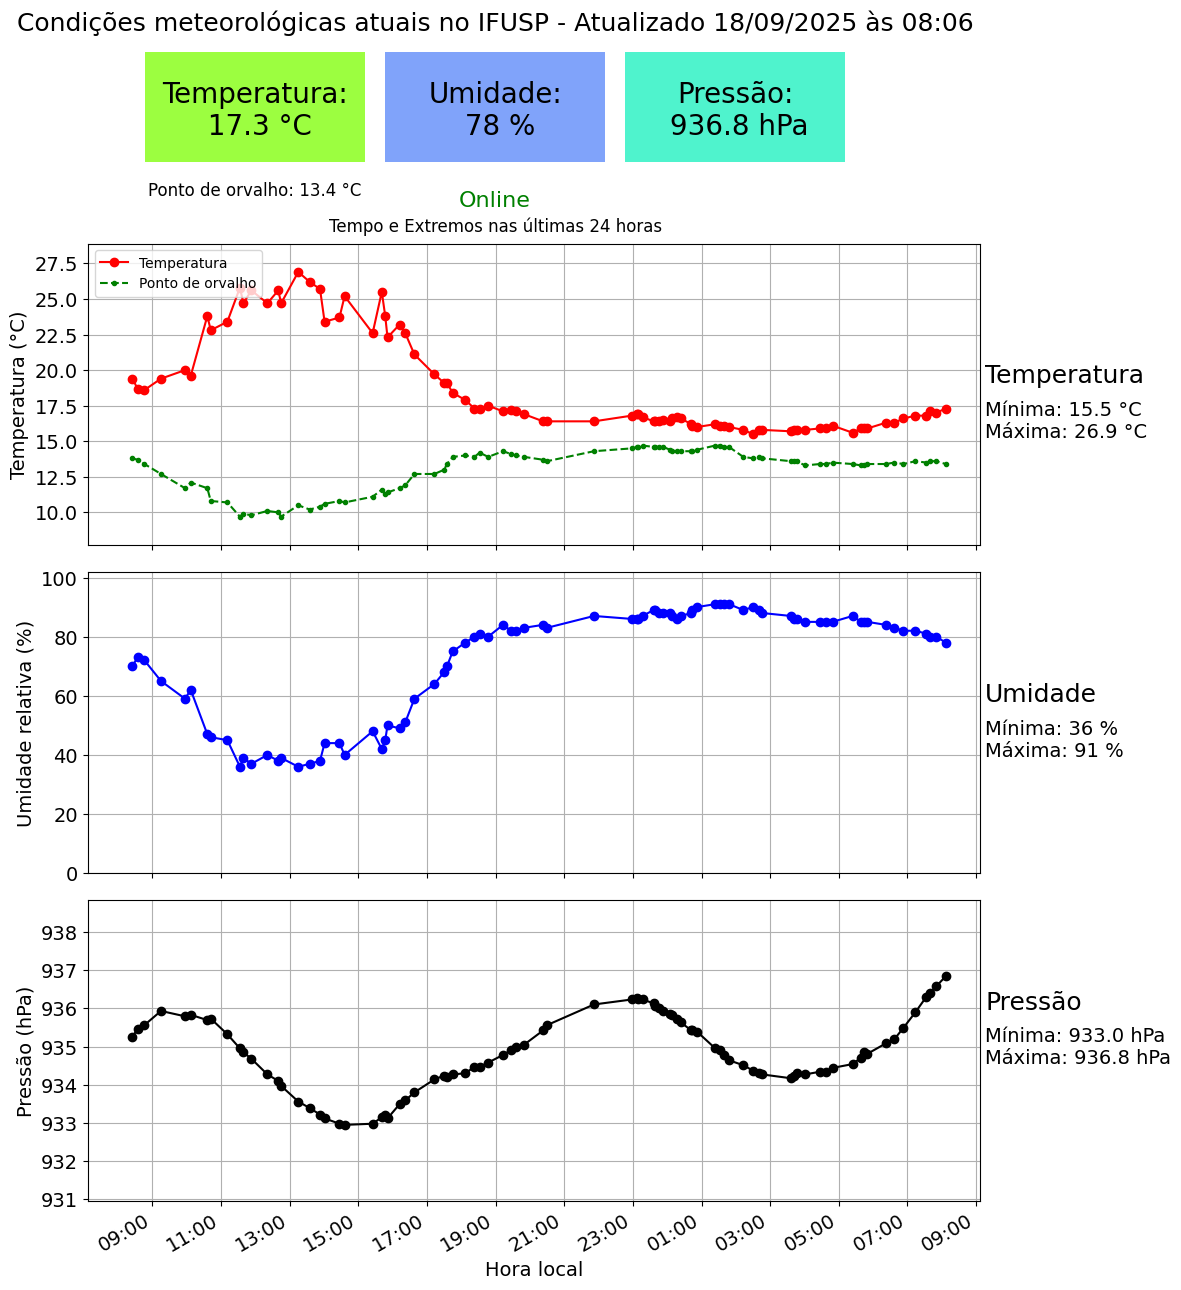 Condições meteorológicas atuais no IFUSP - Atualizado 18/09/2025 às 08:06
Temperatura:
17.3 °C
Umidade:
78 %
Pressão:
936.8 hPa
Ponto de orvalho: 13.4 °C
Online
Tempo e Extremos nas últimas 24 horas
Temperatura (°C)
27.5
25.0
22.5
20.0
17.5
15.0
12.5
10.0
Temperatura
Ponto de orvalho
Temperatura
Mínima: 15.5 °C
Máxima: 26.9 °C
Umidade relativa (%)
100
80
60
40
20
0
Umidade
Mínima: 36 %
Máxima: 91 %
Pressão (hPa)
938
937
936
935
934
933
932
931
Pressão
Mínima: 933.0 hPa
Máxima: 936.8 hPa
09:00
11:00
13:00
15:00
17:00
19:00
21:00
23:00
01:00
03:00
05:00
07:00
09:00
Hora local